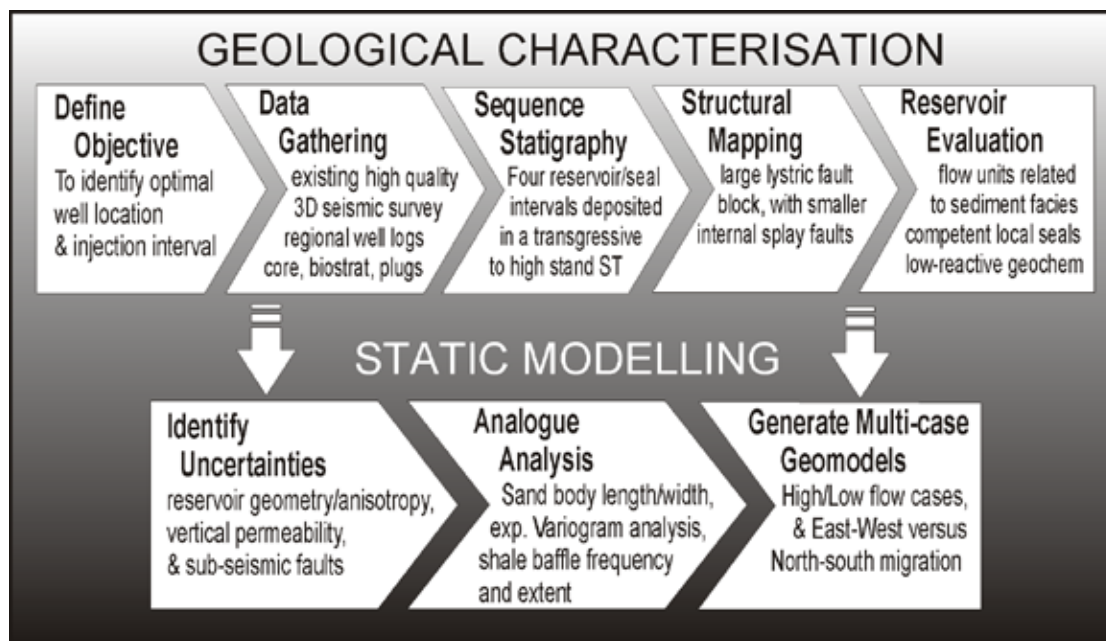 GEOLOGICAL CHARACTERISATION
Define
Objective
To identify optimal
well location
& injection interval
Data
Gathering
existing high quality
3D seismic survey
regional well logs
core, biostrat, plugs
Sequence
Statigraphy
Four reservoir/seal
intervals deposited
in a transgressive
to high stand ST
Structural
Mapping
large lystric fault
block, with smaller
internal splay faults
Reservoir
Evaluation
flow units related
to sediment facies
competent local seals
low-reactive geochem
STATIC MODELLING
Identify
Uncertainties
reservoir geometry/anisotropy,
vertical permeability,
& sub-seismic faults
Analogue
Analysis
Sand body length/width,
exp. Variogram analysis,
shale baffle frequency
and extent
Generate Multi-case
Geomodels
High/Low flow cases,
& East-West versus
North-south migration